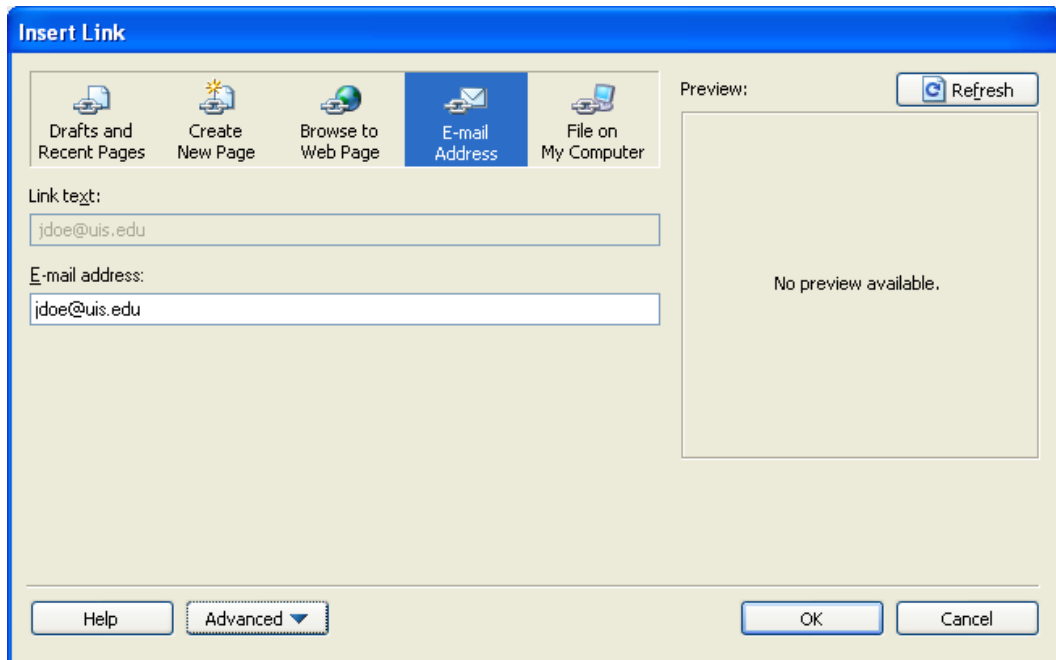 Insert Link
Drafts and
Recent Pages
Create
New Page
Browse to
Web Page
E-mail
Address
File on
My Computer
Preview:
Refresh
Link text:
jdoe@uis.edu
E-mail address:
jdoe@uis.edu
No preview available.
Help
Advanced
OK
Cancel